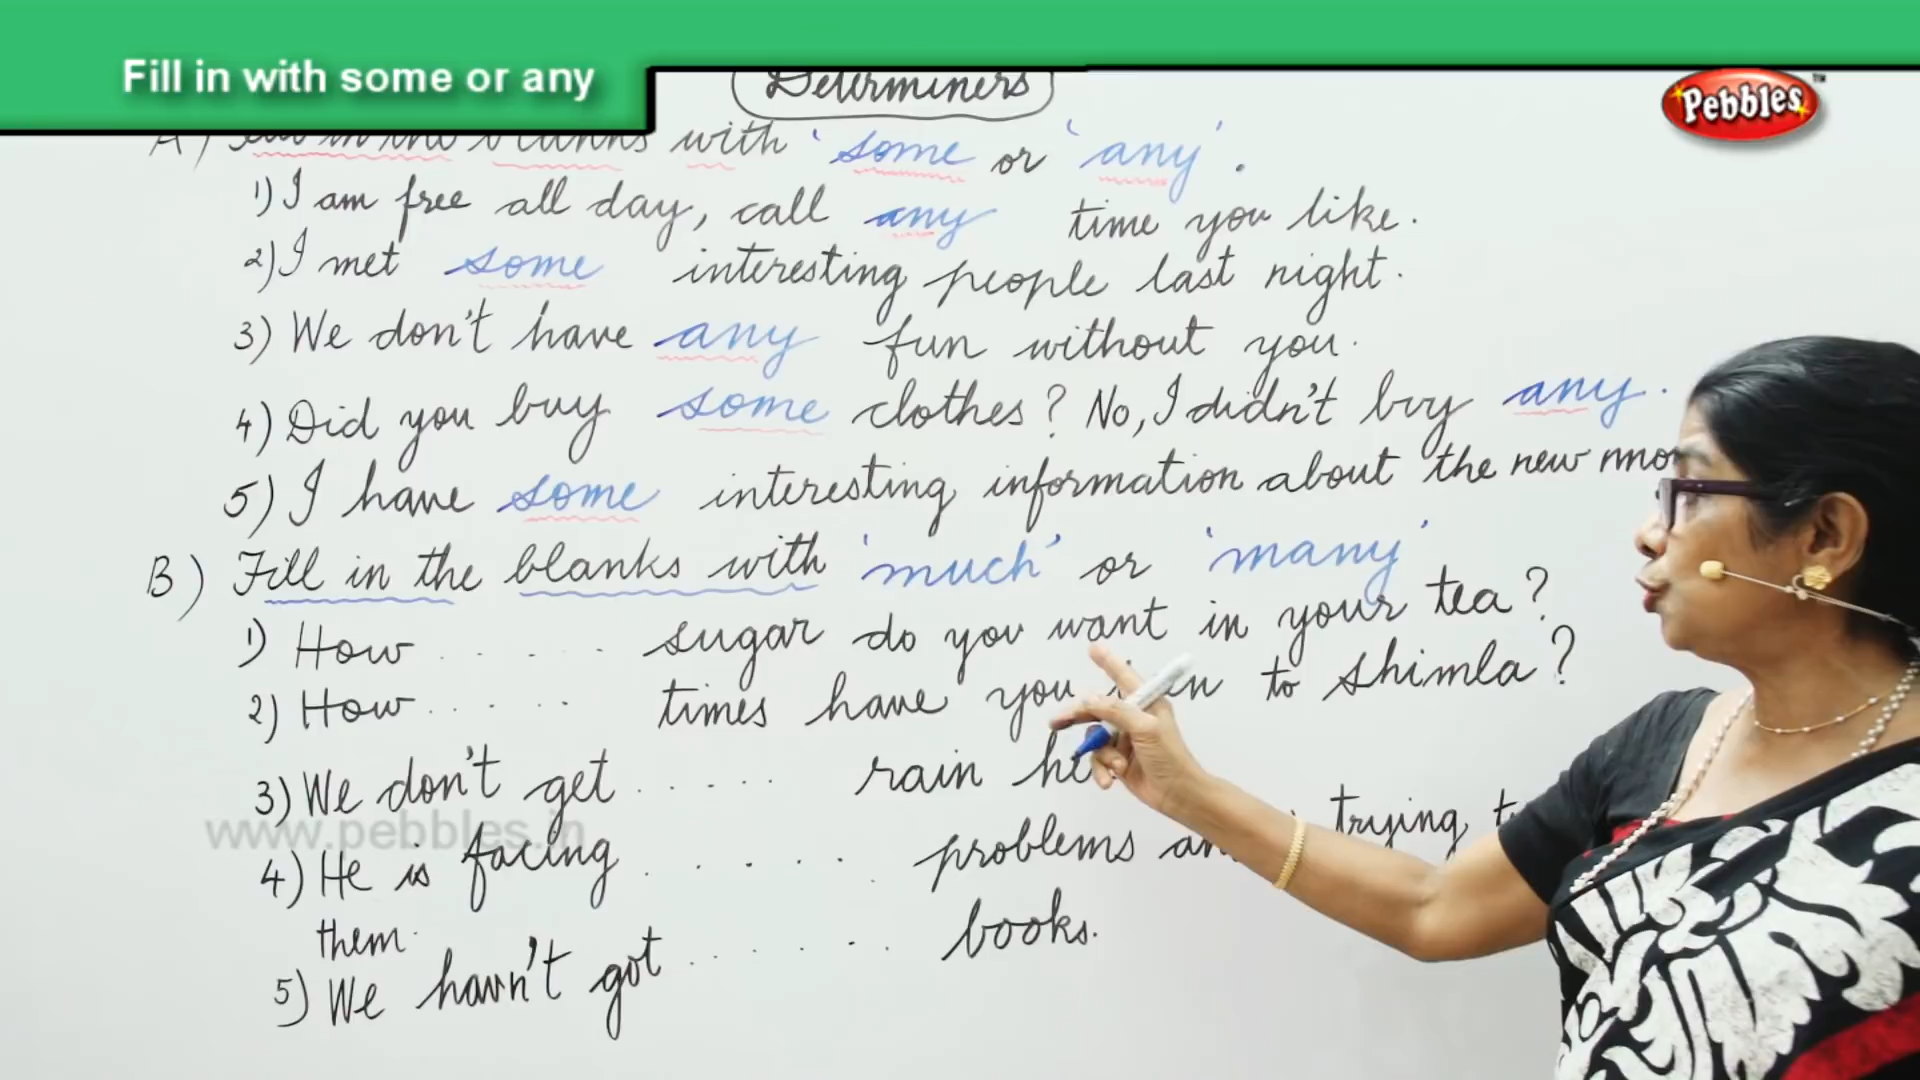 Fill in with some or any
Pebbles™
Determiners
A) Fill in the blanks with 'some' or 'any'.
1) I am free all day, call any time you like.
2) I met some interesting people last night.
3) We don't have any fun without you.
4) Did you buy some clothes? No, I didn't buy any.
5) I have some interesting information about the new
B) Fill in the blanks with 'much' or 'many'
1) How ..... sugar do you want in your tea?
2) How ..... times have you to Shimla?
3) We don't get ..... rain
www.pebbles.in
4) He is facing ..... problems trying
them.
5) We havn't got ...... books.